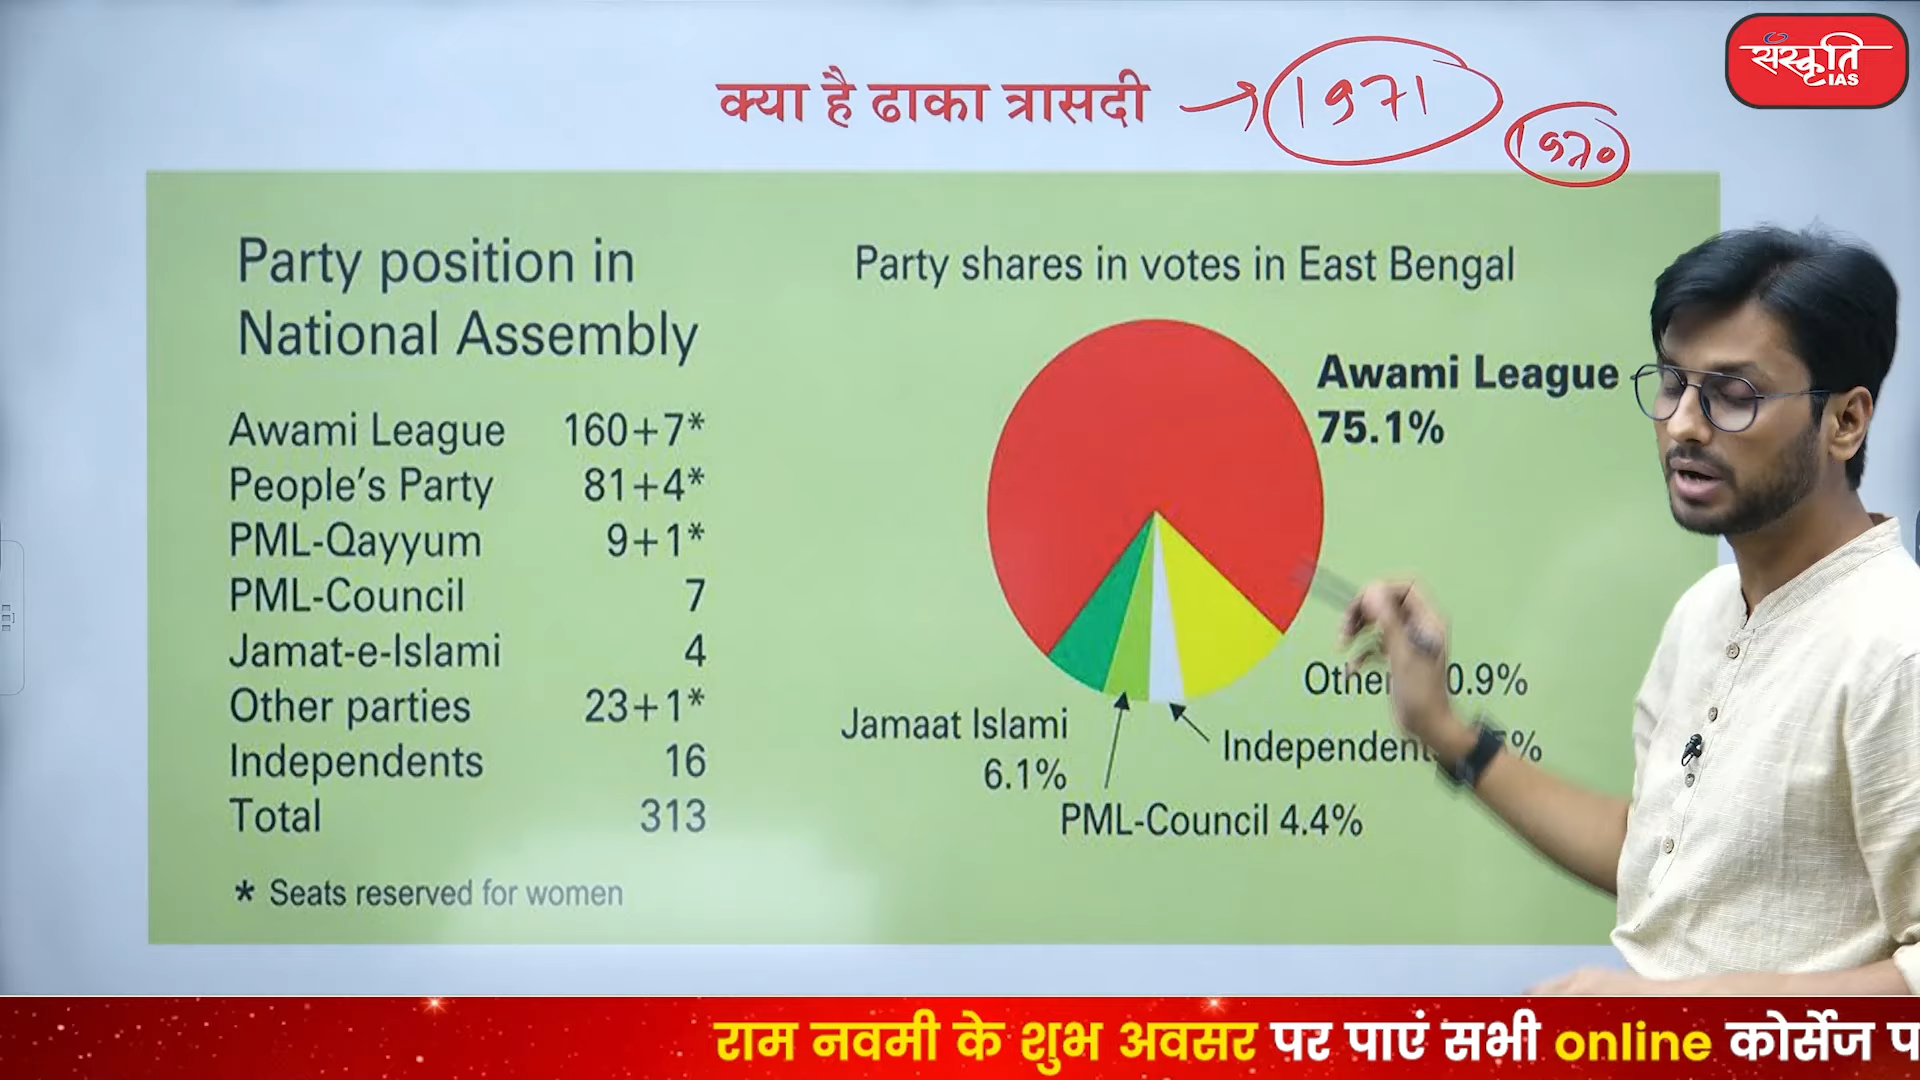 संस्कृति
IAS
क्या है ढाका त्रासदी → 1971
1970
Party position in
National Assembly
Awami League 160+7*
People's Party 81+4*
PML-Qayyum 9+1*
PML-Council 7
Jamat-e-Islami 4
Other parties 23+1*
Independents 16
Total 313
* Seats reserved for women
Party shares in votes in East Bengal
Awami League
75.1%
Jamaat Islami
6.1%
PML-Council 4.4%
राम नवमी के शुभ अवसर पर पाएं सभी online कोर्सेज